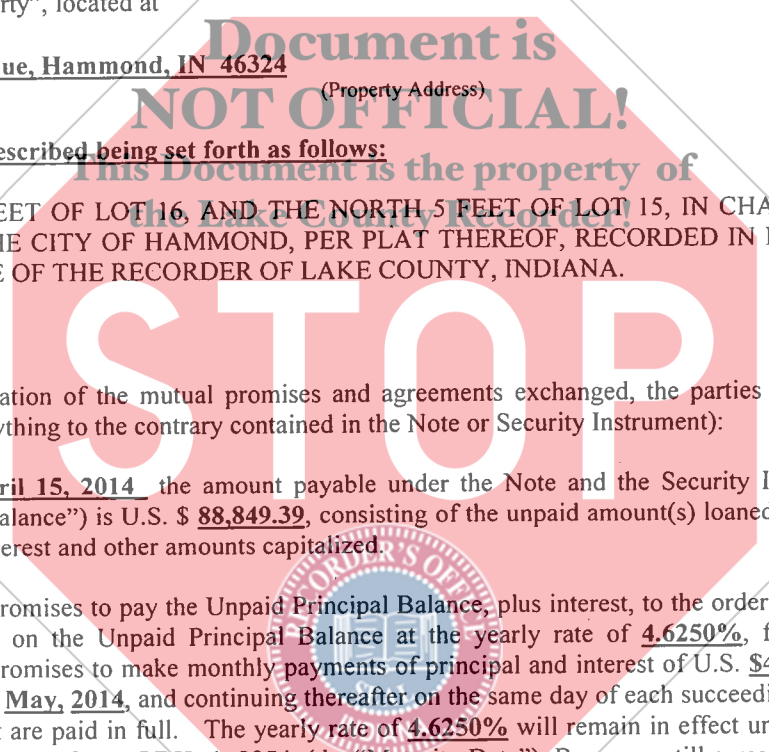 rty", located at
Document is
ue, Hammond, IN 46324
(Property Address)
NOT OFFICIAL!
escribed being set forth as follows:
This Document is the property of
the Lake County Recorder!
EET OF LOT 16, AND THE NORTH 5 FEET OF LOT 15, IN CHA
HE CITY OF HAMMOND, PER PLAT THEREOF, RECORDED IN
E OF THE RECORDER OF LAKE COUNTY, INDIANA.
STOP
ation of the mutual promises and agreements exchanged, the parties
ything to the contrary contained in the Note or Security Instrument):
ril 15, 2014 the amount payable under the Note and the Security I
alance") is U.S. $ 88,849.39, consisting of the unpaid amount(s) loaned
erest and other amounts capitalized.
RECORDER'S OFFICE
romises to pay the Unpaid Principal Balance, plus interest, to the order
on the Unpaid Principal Balance at the yearly rate of 4.6250%, f
romises to make monthly payments of principal and interest of U.S. $4
May, 2014, and continuing thereafter on the same day of each succeedi
t are paid in full. The yearly rate of 4.6250% will remain in effect un